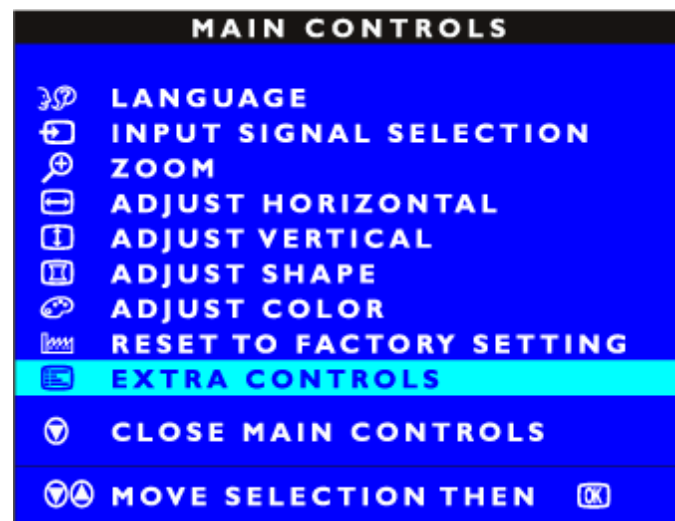 MAIN CONTROLS
LANGUAGE
INPUT SIGNAL SELECTION
ZOOM
ADJUST HORIZONTAL
ADJUST VERTICAL
ADJUST SHAPE
ADJUST COLOR
RESET TO FACTORY SETTING
EXTRA CONTROLS
CLOSE MAIN CONTROLS
MOVE SELECTION THEN OK